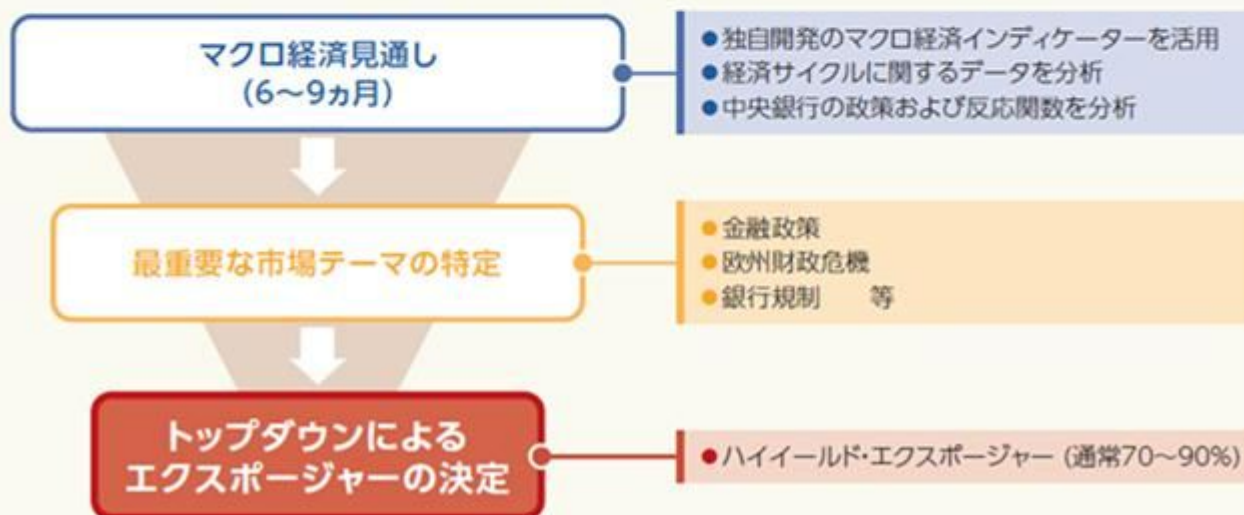 マクロ経済見通し
(6〜9ヵ月)
●独自開発のマクロ経済インディケーターを活用
●経済サイクルに関するデータを分析
●中央銀行の政策および反応関数を分析
最重要な市場テーマの特定
●金融政策
●欧州財政危機
●銀行規制　　等
トップダウンによる
エクスポージャーの決定
●ハイイールド・エクスポージャー (通常70〜90%)